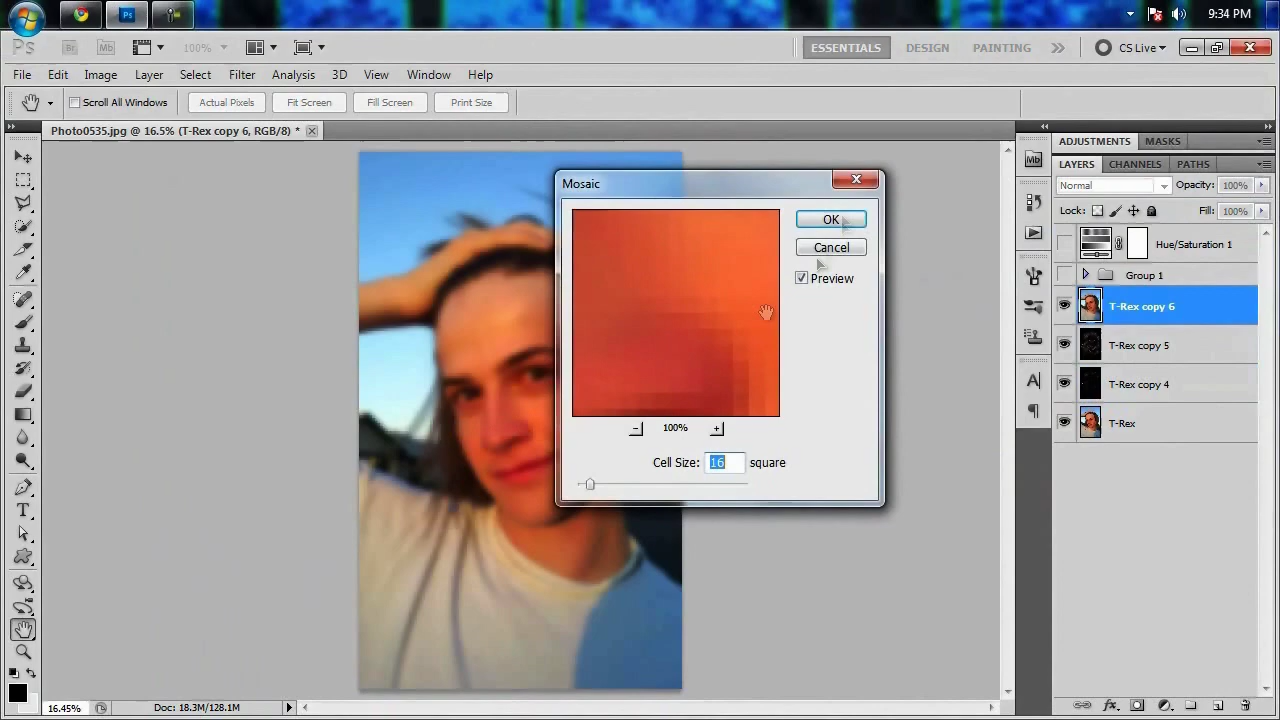 9:34 PM
Ps Br Mb 100% ESSENTIALS DESIGN PAINTING CS Live
File Edit Image Layer Select Filter Analysis 3D View Window Help
Scroll All Windows Actual Pixels Fit Screen Fill Screen Print Size
Photo0535.jpg @ 16.5% (T-Rex copy 6, RGB/8) *
ADJUSTMENTS MASKS
Mb
LAYERS CHANNELS PATHS
Normal Opacity: 100%
Lock: Fill: 100%
Hue/Saturation 1
Group 1
T-Rex copy 6
T-Rex copy 5
T-Rex copy 4
T-Rex
Mosaic
OK
Cancel
Preview
100%
Cell Size: 16 square
16.45% Doc: 18.3M/128.1M